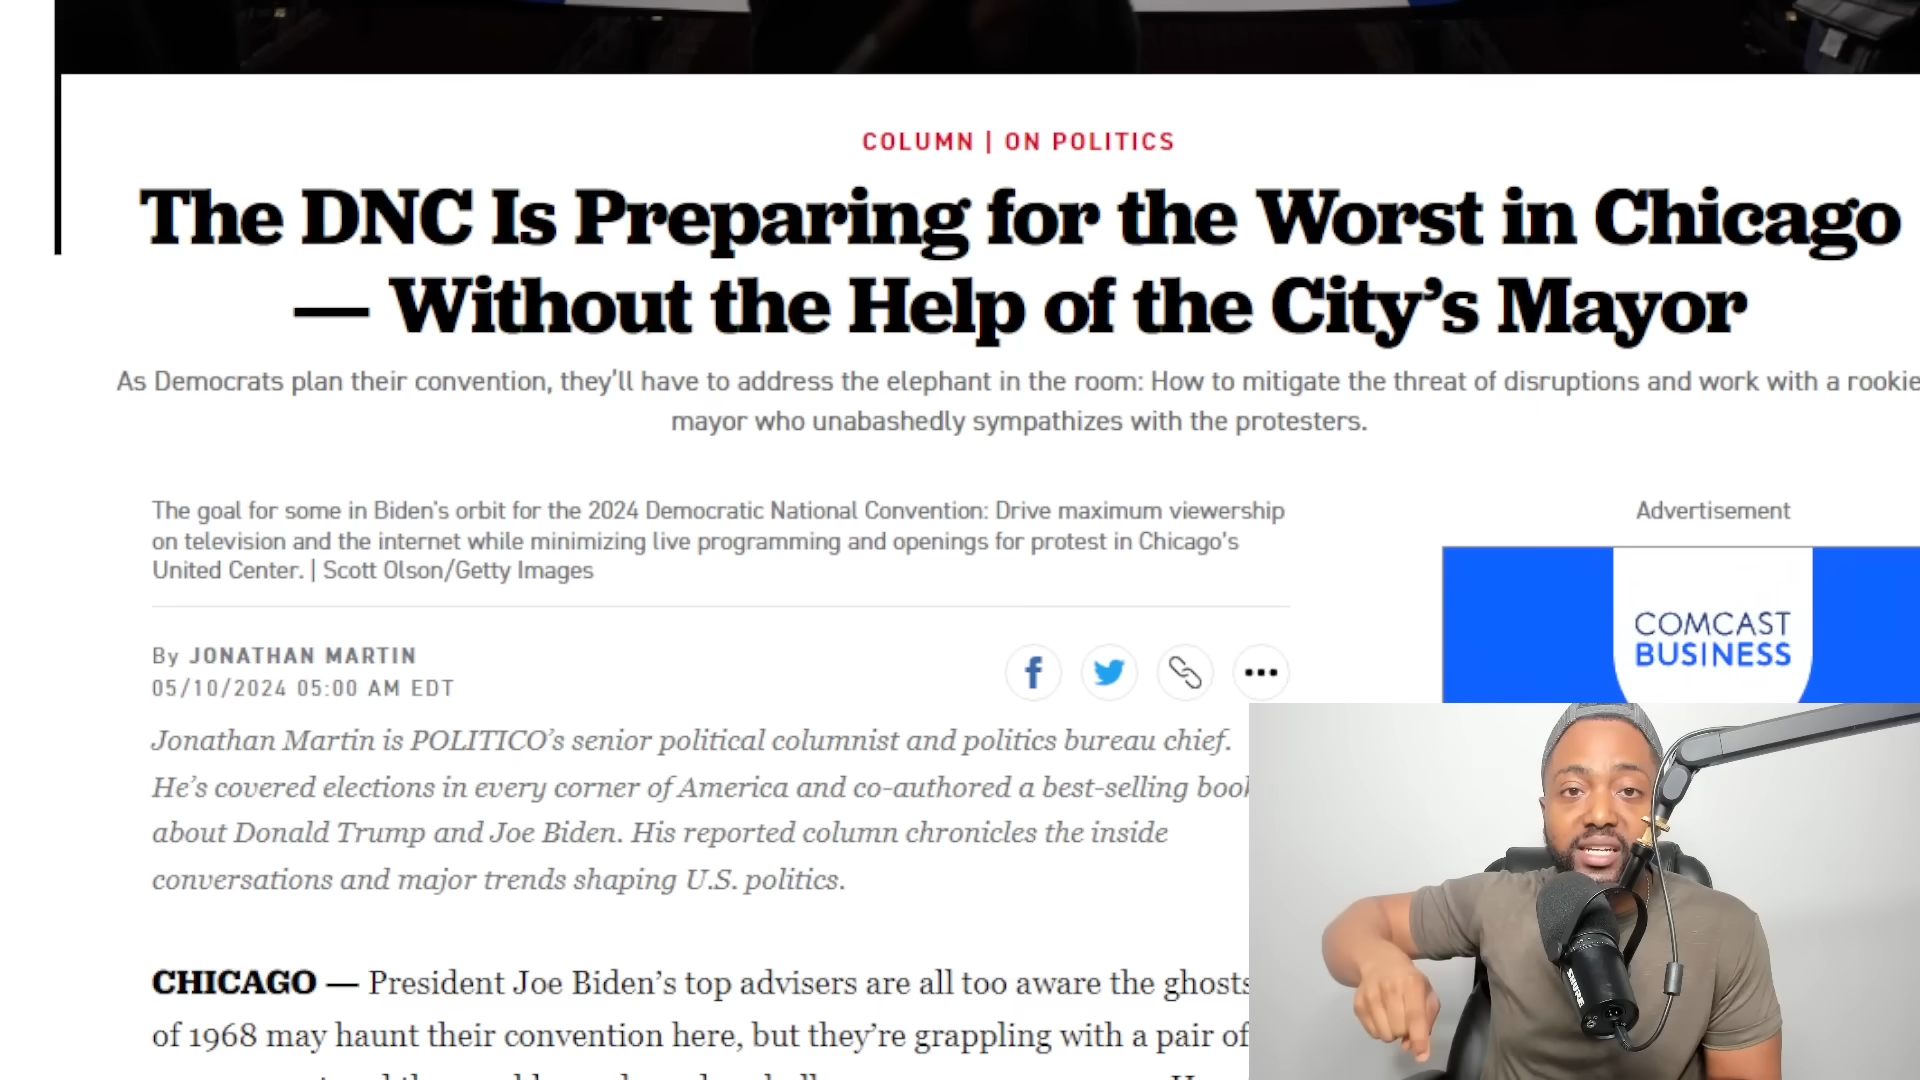 COLUMN | ON POLITICS
The DNC Is Preparing for the Worst in Chicago
— Without the Help of the City’s Mayor
As Democrats plan their convention, they’ll have to address the elephant in the room: How to mitigate the threat of disruptions and work with a rookie
mayor who unabashedly sympathizes with the protesters.
The goal for some in Biden's orbit for the 2024 Democratic National Convention: Drive maximum viewership
on television and the internet while minimizing live programming and openings for protest in Chicago's
United Center. | Scott Olson/Getty Images
Advertisement
COMCAST
BUSINESS
By JONATHAN MARTIN
05/10/2024 05:00 AM EDT
Jonathan Martin is POLITICO’s senior political columnist and politics bureau chief.
He’s covered elections in every corner of America and co-authored a best-selling book
about Donald Trump and Joe Biden. His reported column chronicles the inside
conversations and major trends shaping U.S. politics.
CHICAGO — President Joe Biden’s top advisers are all too aware the ghosts
of 1968 may haunt their convention here, but they’re grappling with a pair of
SHURE